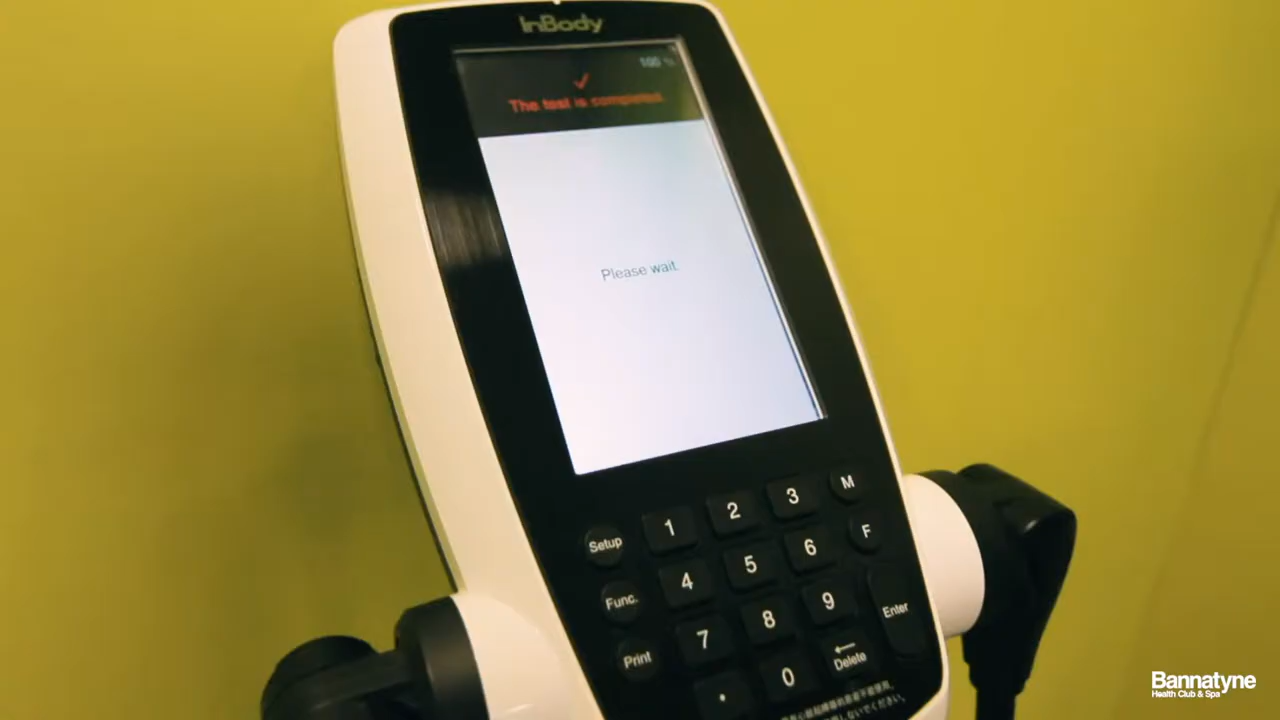 InBody
100 %
✓
The test is completed
Please wait.
1
2
3
M
Setup
4
5
6
F
Func.
7
8
9
Enter
Print
.
0
←
Delete
Bannatyne
Health Club & Spa